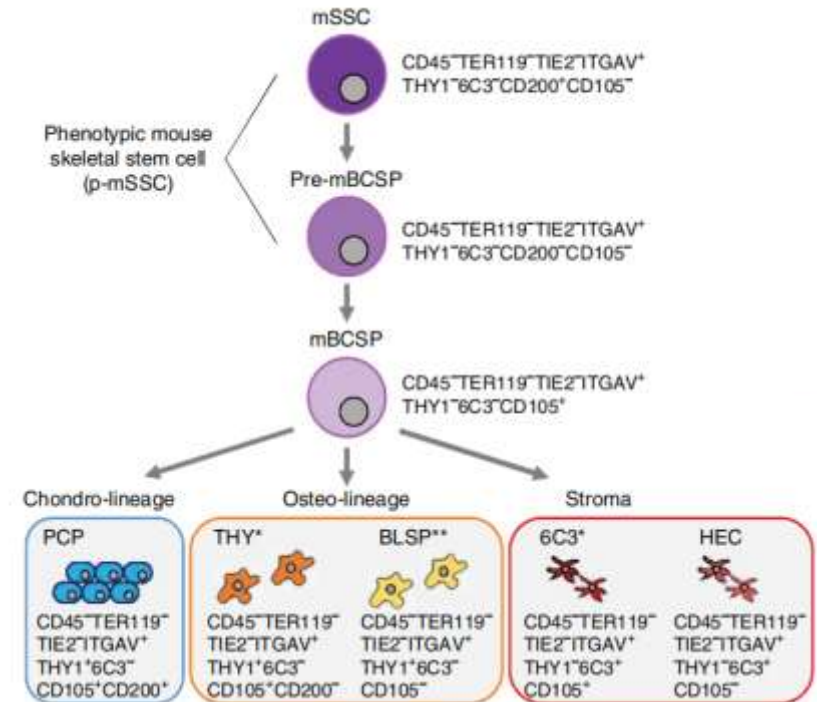 mSSC
CD45⁻TER119⁻TIE2⁻ITGAV⁺
THY1⁻6C3⁻CD200⁺CD105⁻
Phenotypic mouse
skeletal stem cell
(p-mSSC)
Pre-mBCSP
CD45⁻TER119⁻TIE2⁻ITGAV⁺
THY1⁻6C3⁻CD200⁻CD105⁻
mBCSP
CD45⁻TER119⁻TIE2⁻ITGAV⁺
THY1⁻6C3⁻CD105⁺
Chondro-lineage
PCP
CD45⁻TER119⁻
TIE2⁻ITGAV⁺
THY1⁺6C3⁻
CD105⁺CD200⁺
Osteo-lineage
THY*
CD45⁻TER119⁻
TIE2⁻ITGAV⁺
THY1⁺6C3⁻
CD105⁺CD200⁻
BLSP**
CD45⁻TER119⁻
TIE2⁻ITGAV⁺
THY1⁺6C3⁻
CD105⁻
Stroma
6C3*
CD45⁻TER119⁻
TIE2⁻ITGAV⁺
THY1⁻6C3⁺
CD105⁺
HEC
CD45⁻TER119⁻
TIE2⁻ITGAV⁺
THY1⁻6C3⁺
CD105⁻